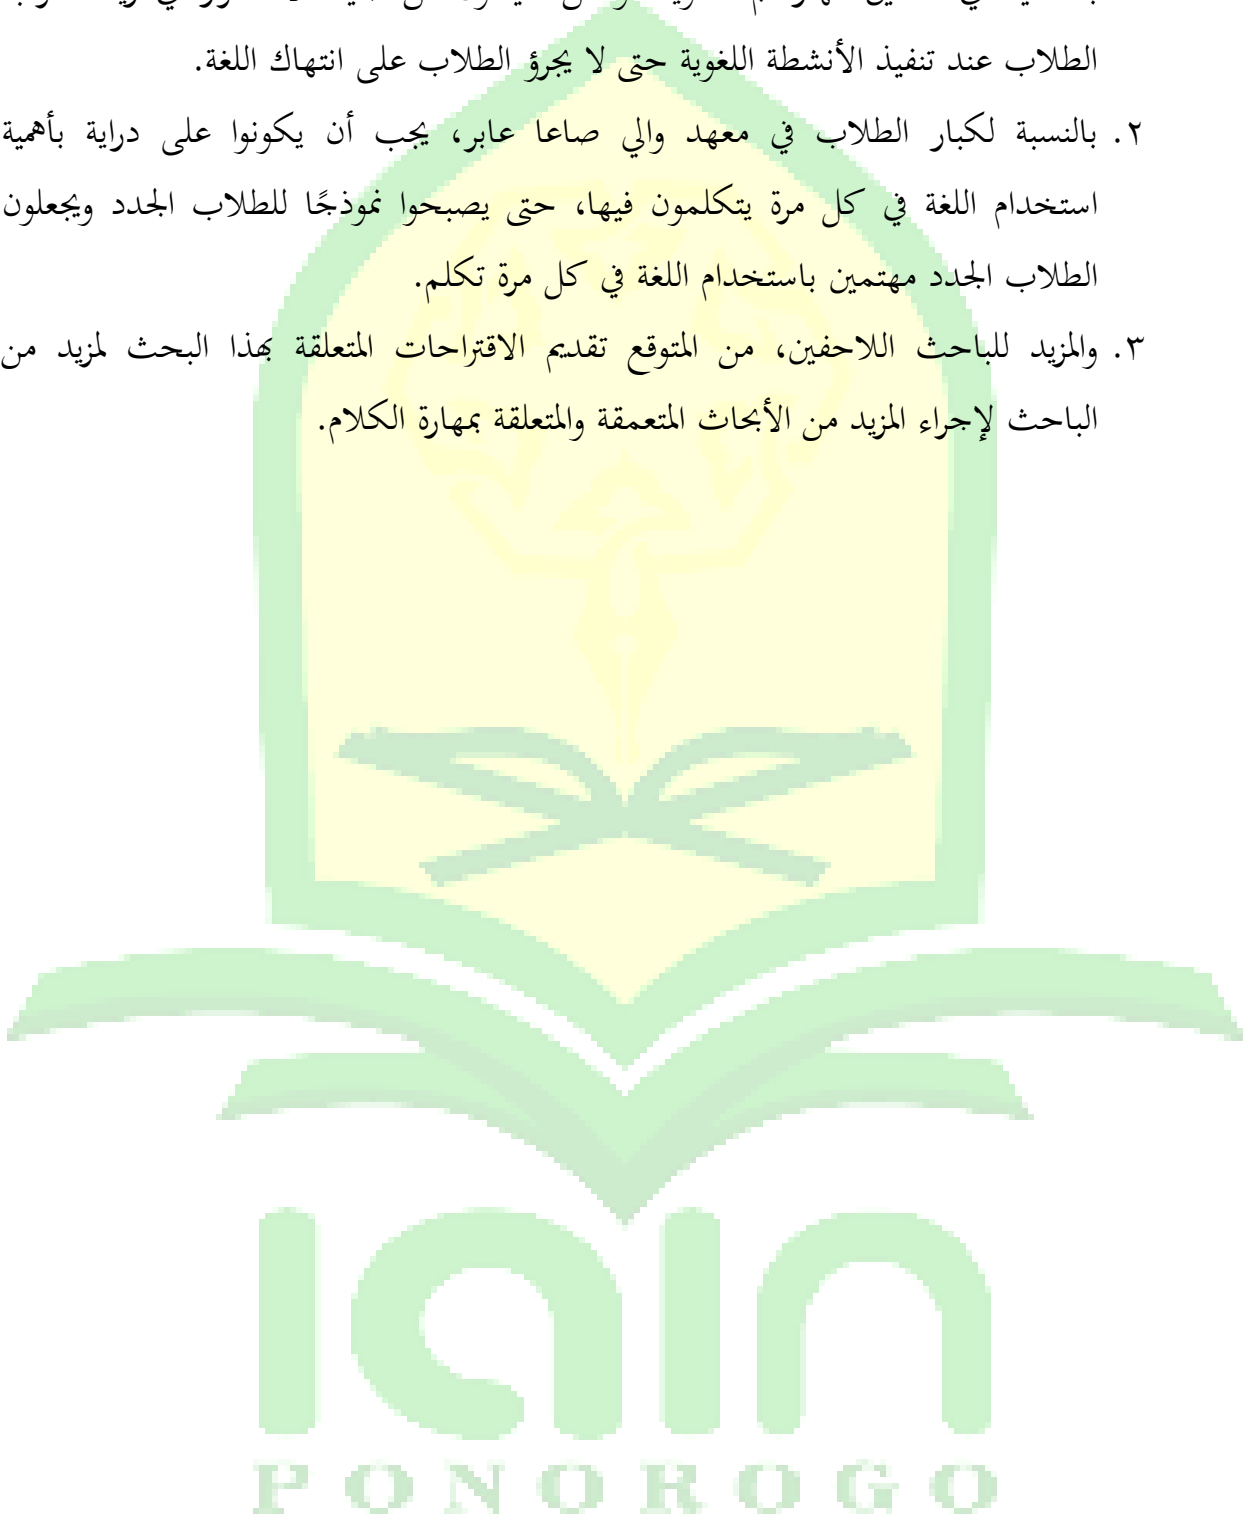 الطلاب عند تنفيذ الأنشطة اللغوية حتى لا يجرؤ الطلاب على انتهاك اللغة.
٢. بالنسبة لكبار الطلاب في معهد والي صاعا عابر، يجب أن يكونوا على دراية بأهمية
استخدام اللغة في كل مرة يتكلمون فيها، حتى يصبحوا نموذجًا للطلاب الجدد ويجعلون
الطلاب الجدد مهتمين باستخدام اللغة في كل مرة تكلم.
٣. والمزيد للباحث اللاحفين، من المتوقع تقديم الاقتراحات المتعلقة بهذا البحث لمزيد من
الباحث لإجراء المزيد من الأبحاث المتعمقة والمتعلقة بمهارة الكلام.
iain
PONOROGO